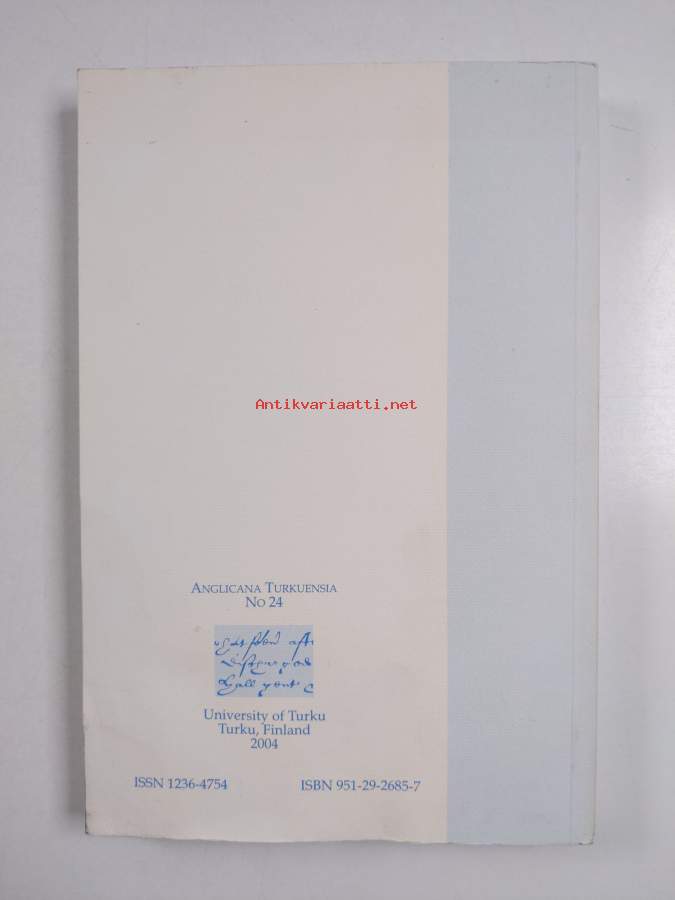 Antikvariaatti.net
ANGLICANA TURKUENSIA
NO 24
University of Turku
Turku, Finland
2004
ISSN 1236-4754 ISBN 951-29-2685-7